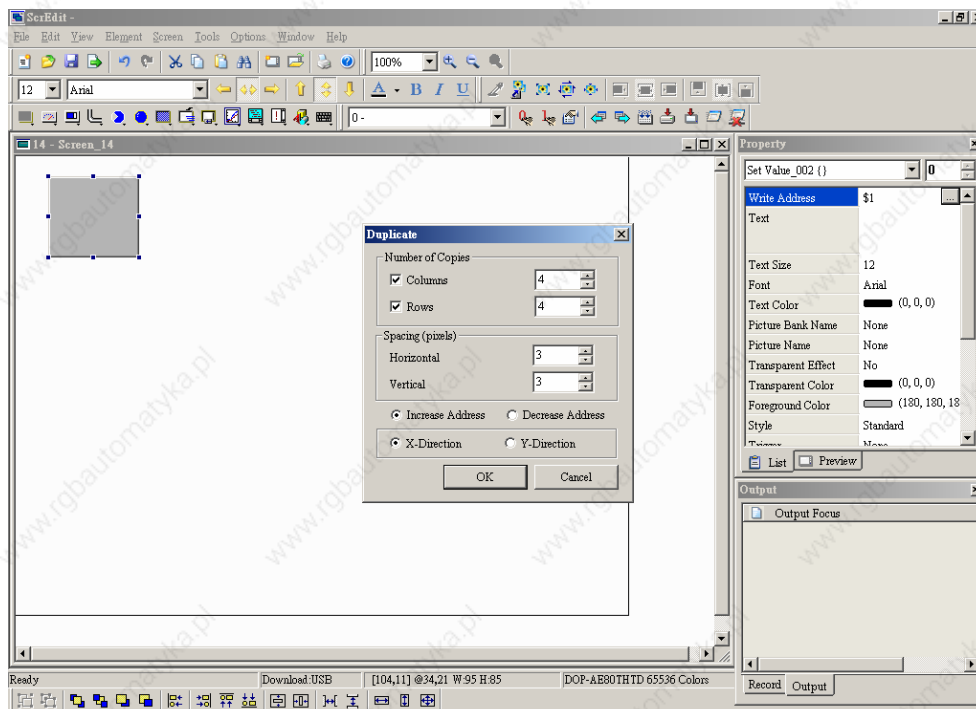 ScrEdit -
File Edit View Element Screen Tools Options Window Help
100%
12 Arial A B I U
0 -
14 - Screen_14
Property
Set Value_002 {} 0
Write Address $1 ...
Text
Text Size 12
Font Arial
Text Color (0, 0, 0)
Picture Bank Name None
Picture Name None
Transparent Effect No
Transparent Color (0, 0, 0)
Foreground Color (180, 180, 18
Style Standard
Trigger None
List Preview
Duplicate
Number of Copies
Columns 4
Rows 4
Spacing (pixels)
Horizontal 3
Vertical 3
Increase Address Decrease Address
X-Direction Y-Direction
OK Cancel
Output
Output Focus
Record Output
Ready Download:USB [104,11] @34,21 W:95 H:85 DOP-AE80THTD 65536 Colors
www.rgbautomatyka.pl